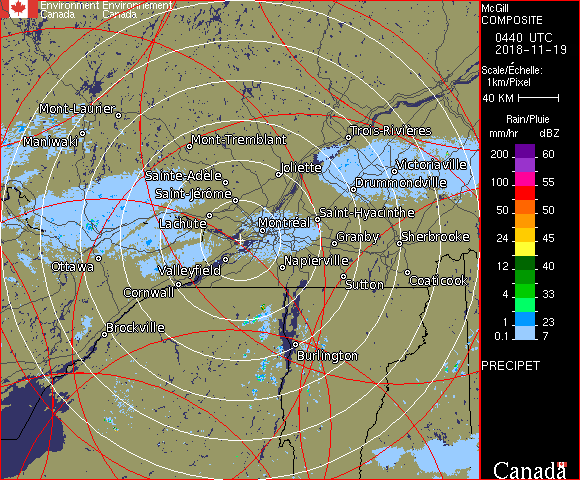 Environment Environnement
Canada Canada
McGill
COMPOSITE
0440 UTC
2018-11-19
Scale/Échelle:
1km/Pixel
40 KM
Rain/Pluie
mm/hr dBZ
200 60
100 55
50 50
24 45
12 40
4 33
1 23
0.1 7
PRECIPET
Canada
Mont-Laurier
Maniwaki
Mont-Tremblant
Trois-Rivières
Joliette
Victoriaville
Sainte-Adèle
Drummondville
Saint-Jérôme
Lachute
Montréal
Saint-Hyacinthe
Granby
Sherbrooke
Ottawa
Valleyfield
Napierville
Cornwall
Sutton
Coaticook
Brockville
Burlington